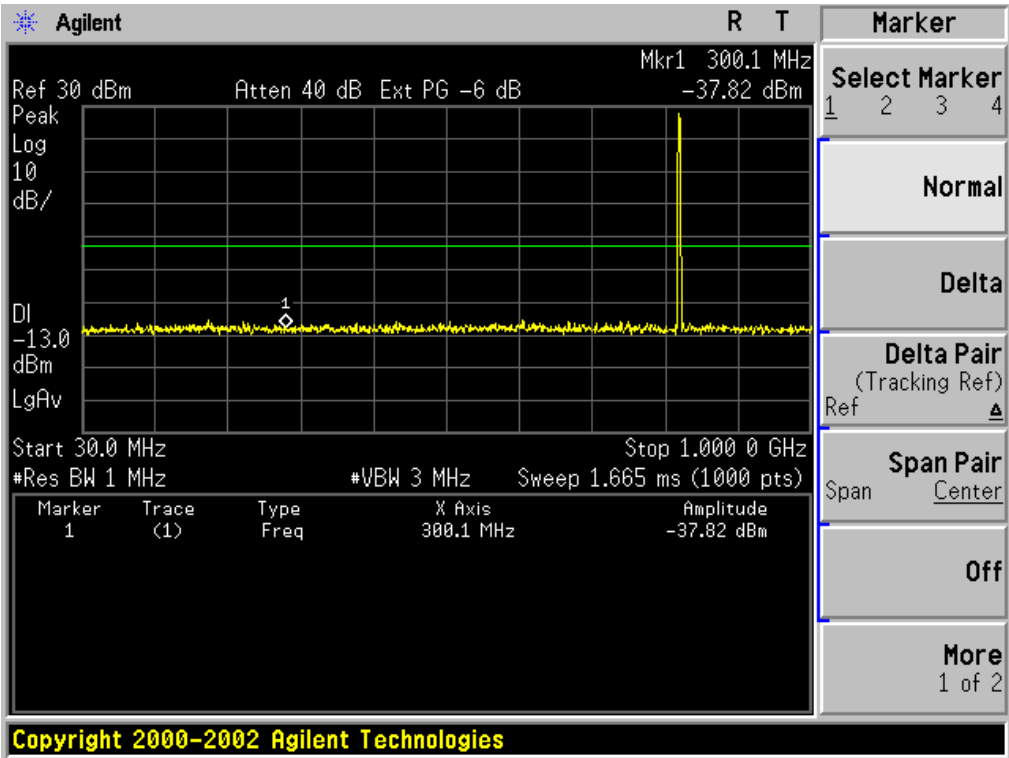 Agilent R T
Mkr1 300.1 MHz
Ref 30 dBm Atten 40 dB Ext PG -6 dB -37.82 dBm
Peak
Log
10
dB/
1
DI
-13.0
dBm
LgAv
Start 30.0 MHz Stop 1.000 0 GHz
#Res BW 1 MHz #VBW 3 MHz Sweep 1.665 ms (1000 pts)
Marker Trace Type X Axis Amplitude
1 (1) Freq 300.1 MHz -37.82 dBm
Marker
Select Marker
1 2 3 4
Normal
Delta
Delta Pair
(Tracking Ref)
Ref Δ
Span Pair
Span Center
Off
More
1 of 2
Copyright 2000-2002 Agilent Technologies